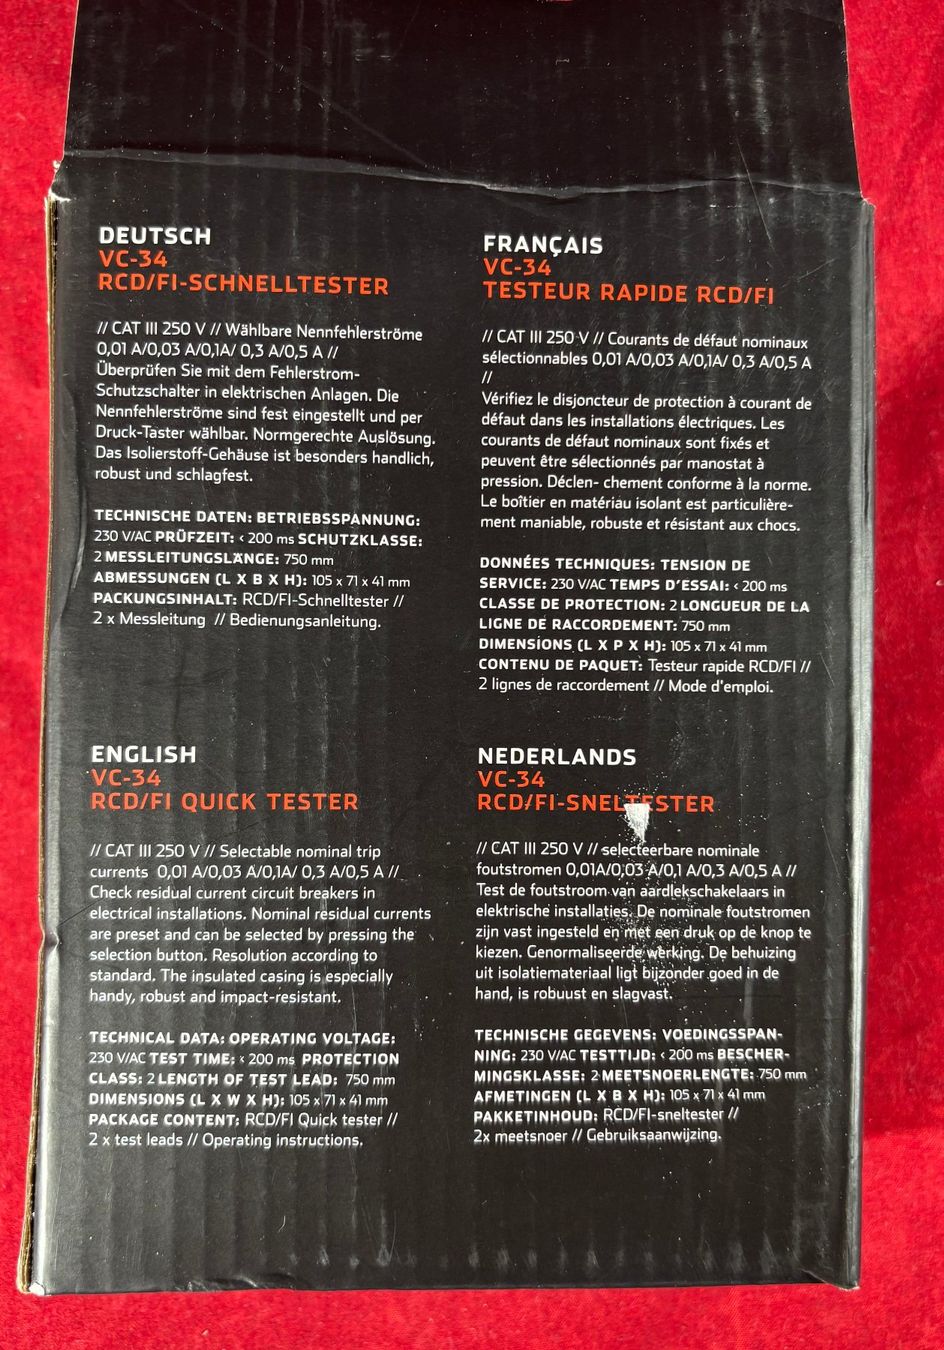 DEUTSCH
VC-34
RCD/FI-SCHNELLTESTER
// CAT III 250 V // Wählbare Nennfehlerströme
0,01 A/0,03 A/0,1A/ 0,3 A/0,5 A //
Überprüfen Sie mit dem Fehlerstrom-
Schutzschalter in elektrischen Anlagen. Die
Nennfehlerströme sind fest eingestellt und per
Druck-Taster wählbar. Normgerechte Auslösung.
Das Isolierstoff-Gehäuse ist besonders handlich,
robust und schlagfest.
TECHNISCHE DATEN: BETRIEBSSPANNUNG:
230 V/AC PRÜFZEIT: < 200 ms SCHUTZKLASSE:
2 MESSLEITUNGSLÄNGE: 750 mm
ABMESSUNGEN (L X B X H): 105 x 71 x 41 mm
PACKUNGSINHALT: RCD/FI-Schnelltester //
2 x Messleitung // Bedienungsanleitung.
FRANÇAIS
VC-34
TESTEUR RAPIDE RCD/FI
// CAT III 250 V // Courants de défaut nominaux
sélectionnables 0,01 A/0,03 A/0,1A/ 0,3 A/0,5 A
//
Vérifiez le disjoncteur de protection à courant de
défaut dans les installations électriques. Les
courants de défaut nominaux sont fixés et
peuvent être sélectionnés par manostat à
pression. Déclen- chement conforme à la norme.
Le boîtier en matériau isolant est particulière-
ment maniable, robuste et résistant aux chocs.
DONNÉES TECHNIQUES: TENSION DE
SERVICE: 230 V/AC TEMPS D'ESSAI: < 200 ms
CLASSE DE PROTECTION: 2 LONGUEUR DE LA
LIGNE DE RACCORDEMENT: 750 mm
DIMENSIONS (L X P X H): 105 x 71 x 41 mm
CONTENU DE PAQUET: Testeur rapide RCD/FI //
2 lignes de raccordement // Mode d'emploi.
ENGLISH
VC-34
RCD/FI QUICK TESTER
// CAT III 250 V // Selectable nominal trip
currents 0,01 A/0,03 A/0,1A/ 0,3 A/0,5 A //
Check residual current circuit breakers in
electrical installations. Nominal residual currents
are preset and can be selected by pressing the
selection button. Resolution according to
standard. The insulated casing is especially
handy, robust and impact-resistant.
TECHNICAL DATA: OPERATING VOLTAGE:
230 V/AC TEST TIME: < 200 ms PROTECTION
CLASS: 2 LENGTH OF TEST LEAD: 750 mm
DIMENSIONS (L X W X H): 105 x 71 x 41 mm
PACKAGE CONTENT: RCD/FI Quick tester //
2 x test leads // Operating instructions.
NEDERLANDS
VC-34
RCD/FI-SNELTESTER
// CAT III 250 V // selecteerbare nominale
foutstromen 0,01A/0,03 A/0,1 A/0,3 A/0,5 A //
Test de foutstroom van aardlekschakelaars in
elektrische installaties. De nominale foutstromen
zijn vast ingesteld en met een druk op de knop te
kiezen. Genormaliseerde werking. De behuizing
uit isolatiemateriaal ligt bijzonder goed in de
hand, is robuust en slagvast.
TECHNISCHE GEGEVENS: VOEDINGSSPAN-
NING: 230 V/AC TESTTIJD: < 200 ms BESCHER-
MINGSKLASSE: 2 MEETSNOERLENGTE: 750 mm
AFMETINGEN (L X B X H): 105 x 71 x 41 mm
PAKKETINHOUD: RCD/FI-sneltester //
2x meetsnoer // Gebruiksaanwijzing.